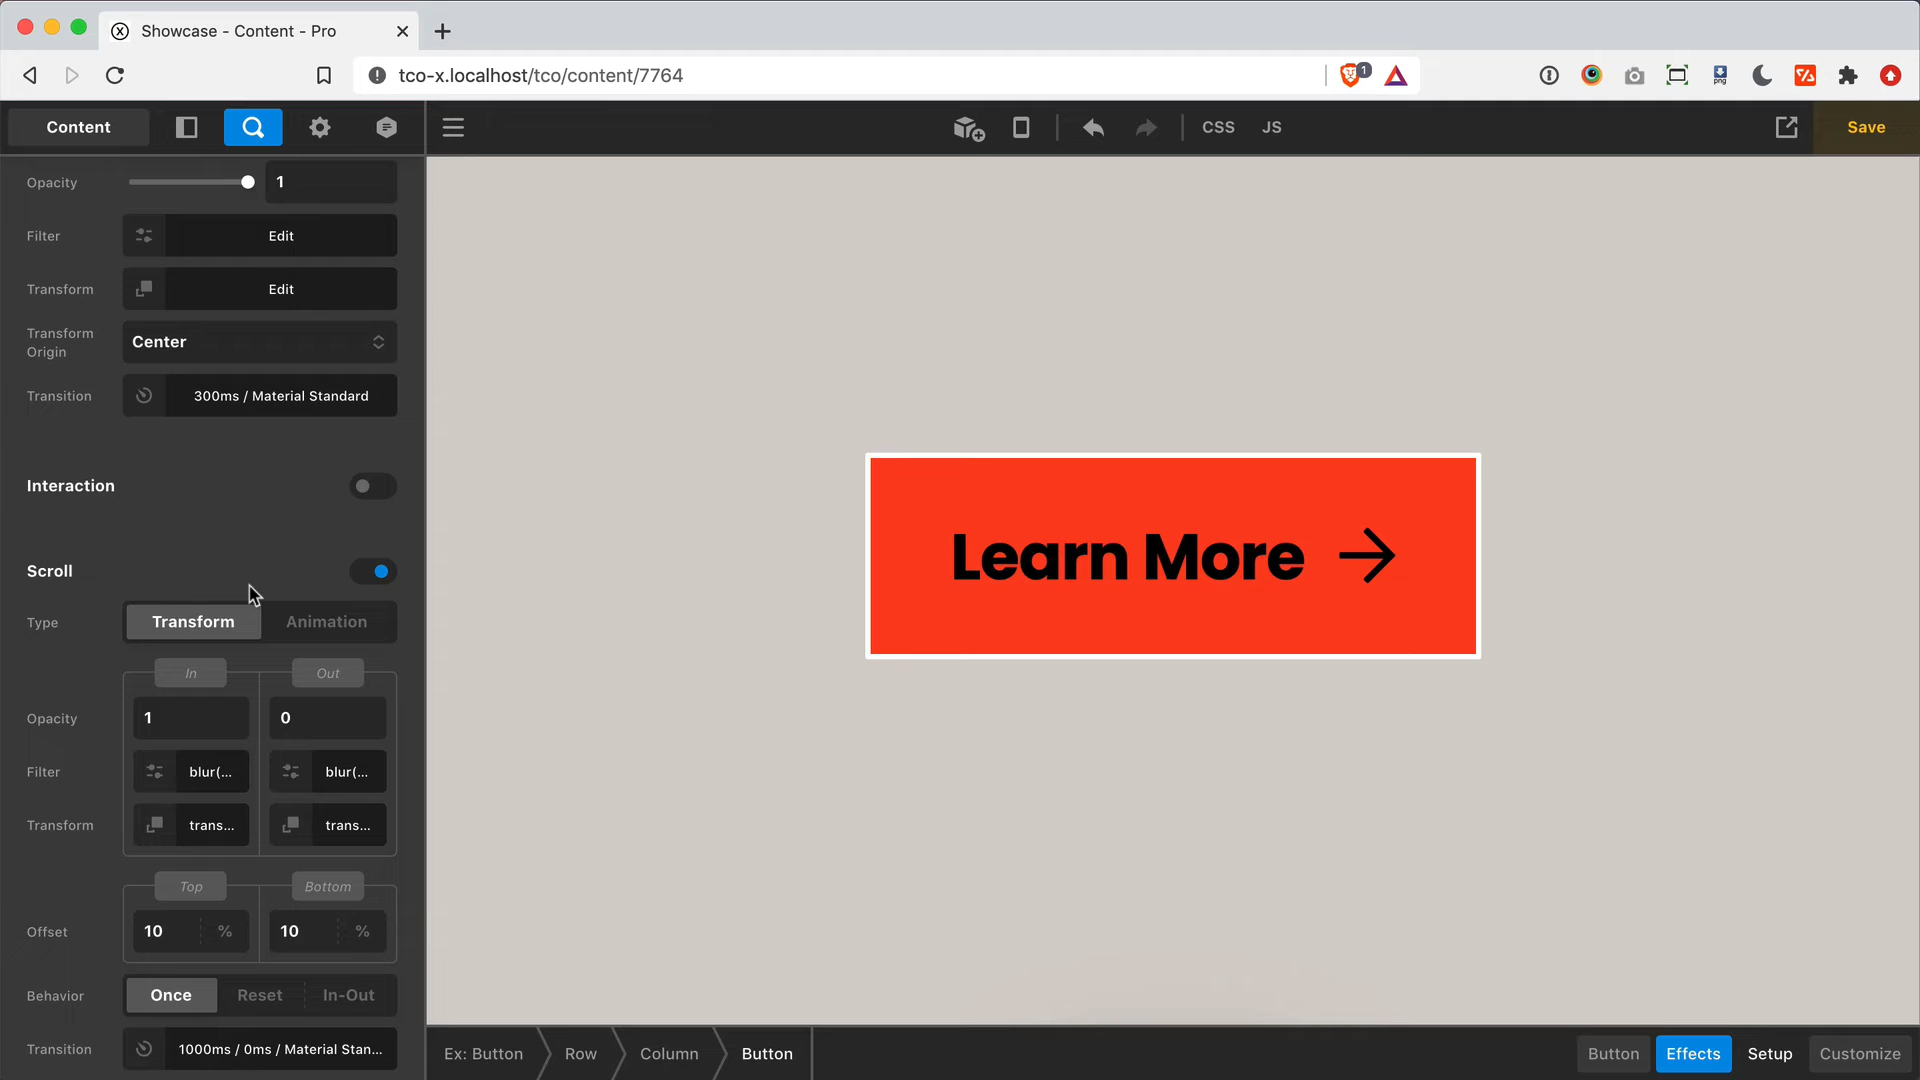 Showcase - Content - Pro
tco-x.localhost/tco/content/7764
1
png
Content
CSS
JS
Save
Opacity
1
Filter
Edit
Transform
Edit
Transform
Origin
Center
Transition
300ms / Material Standard
Interaction
Scroll
Type
Transform
Animation
In
Out
Opacity
1
0
Filter
blur(...
blur(...
Transform
trans...
trans...
Top
Bottom
Offset
10
%
10
%
Behavior
Once
Reset
In-Out
Transition
1000ms / 0ms / Material Stan...
Learn More
Ex: Button
Row
Column
Button
Button
Effects
Setup
Customize